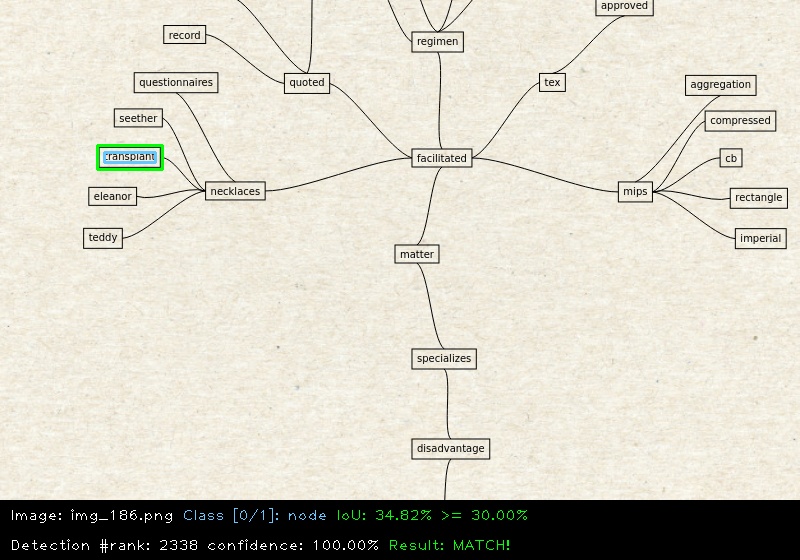 approved
record
regimen
questionnaires
quoted
tex
aggregation
seether
compressed
transplant
facilitated
cb
eleanor
necklaces
mips
rectangle
teddy
imperial
matter
specializes
disadvantage
Image: img_186.png Class [0/1]: node IoU: 34.82% >= 30.00%
Detection #rank: 2338 confidence: 100.00% Result: MATCH!